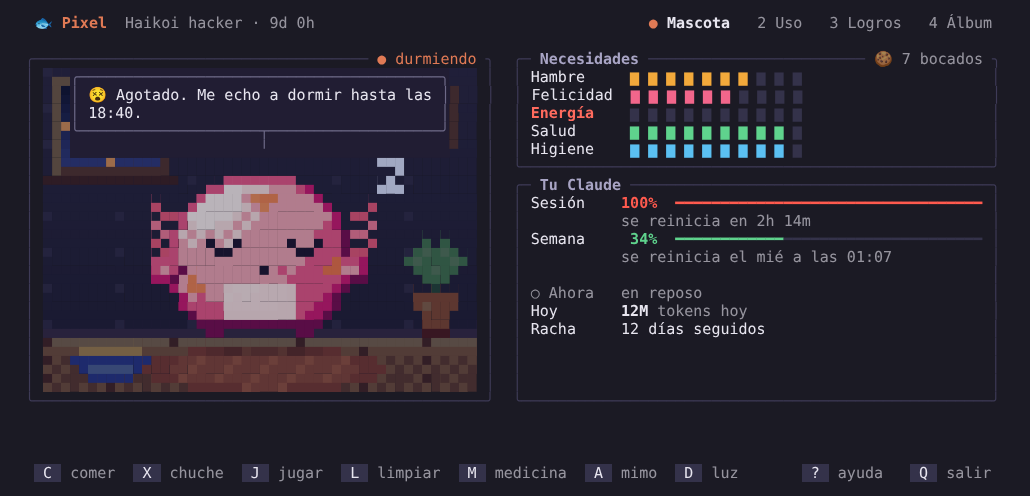 Pixel Haikoi hacker · 9d 0h
● Mascota 2 Uso 3 Logros 4 Álbum
● durmiendo
Agotado. Me echo a dormir hasta las
18:40.
Necesidades
7 bocados
Hambre
Felicidad
Energía
Salud
Higiene
Tu Claude
Sesión 100%
se reinicia en 2h 14m
Semana 34%
se reinicia el mié a las 01:07
○ Ahora en reposo
Hoy 12M tokens hoy
Racha 12 días seguidos
C comer X chuche J jugar L limpiar M medicina A mimo D luz ? ayuda Q salir